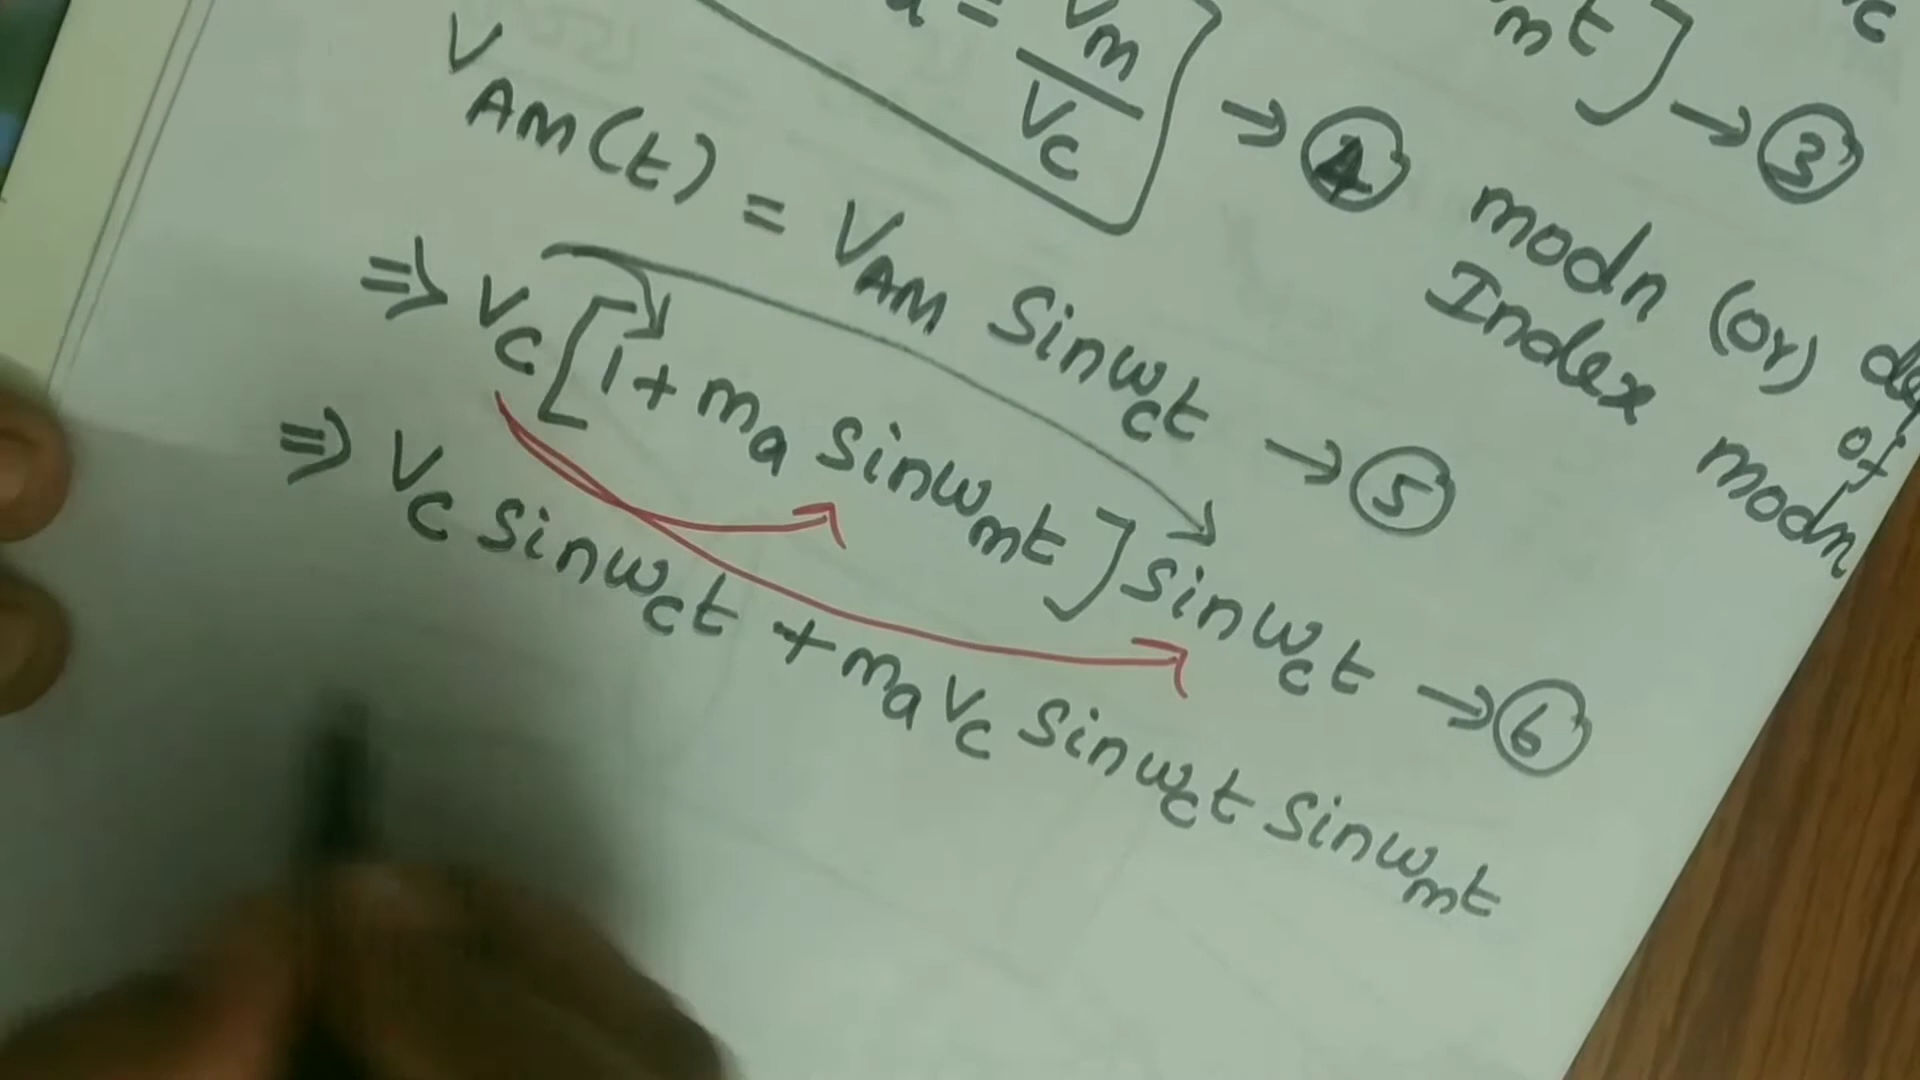 mt] → ③
= Vm/Vc → ④ modn (or)
Index of modn
VAM(t) = VAM Sinωct → ⑤
⇒ Vc[1 + ma Sinωmt] Sinωct → ⑥
⇒ Vc Sinωct + maVc Sinωct Sinωmt